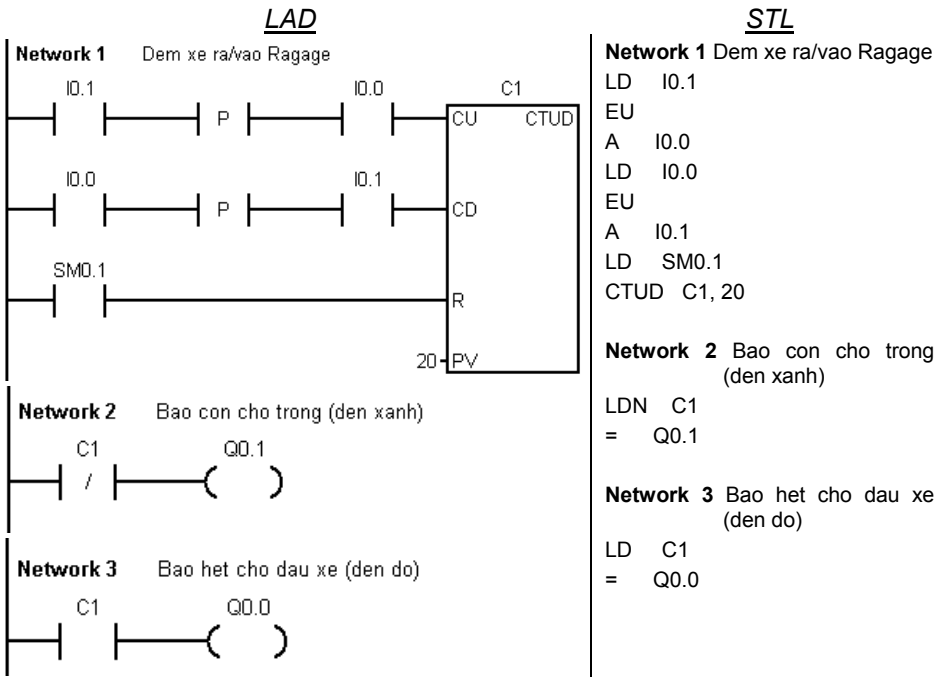 LAD
Network 1 Dem xe ra/vao Ragage
I0.1 I0.0 C1
P CU CTUD
I0.0 I0.1
P CD
SM0.1
R
20 PV
Network 2 Bao con cho trong (den xanh)
C1 Q0.1
/
Network 3 Bao het cho dau xe (den do)
C1 Q0.0
STL
Network 1 Dem xe ra/vao Ragage
LD I0.1
EU
A I0.0
LD I0.0
EU
A I0.1
LD SM0.1
CTUD C1, 20
Network 2 Bao con cho trong
(den xanh)
LDN C1
= Q0.1
Network 3 Bao het cho dau xe
(den do)
LD C1
= Q0.0